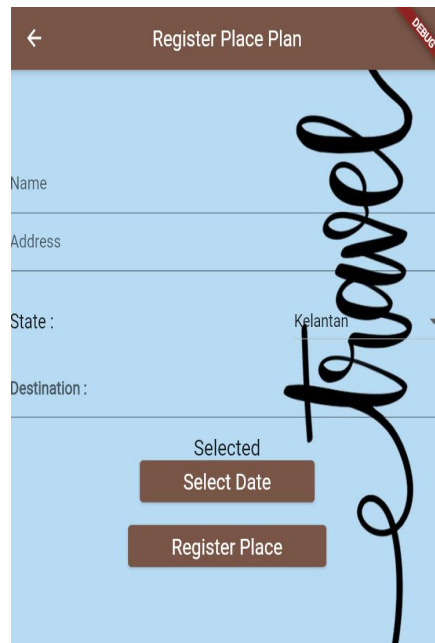 Register Place Plan
DEBUG
Name
Address
State :
Kelantan
Destination :
Selected
Select Date
Register Place
travel